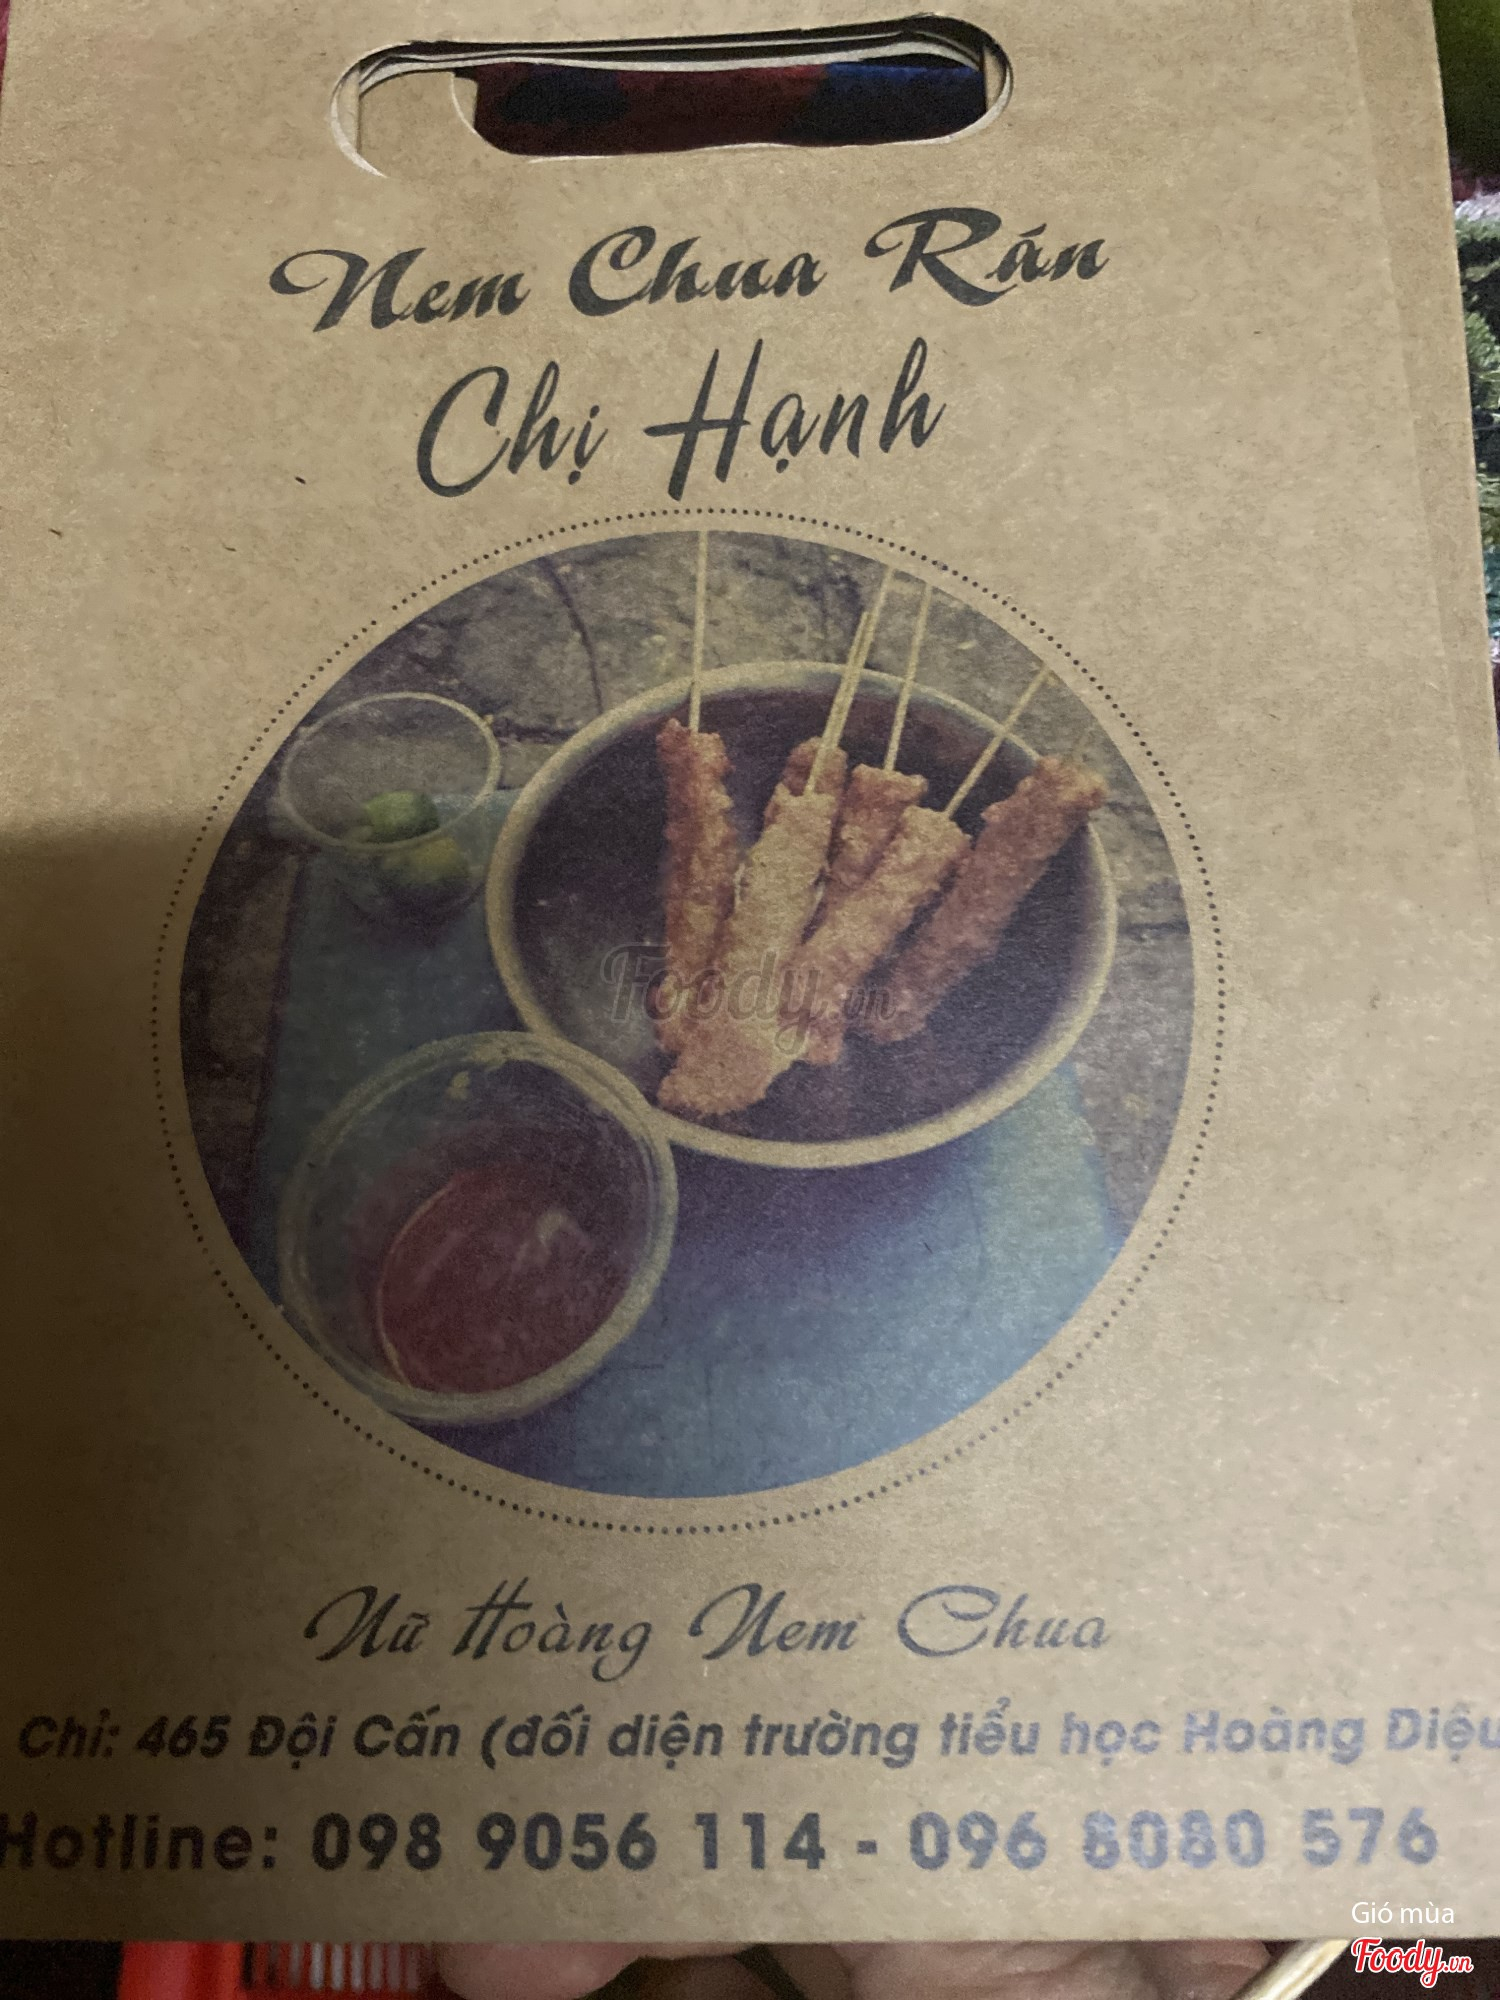 Nem Chua Rán
Chị Hạnh
Foody.vn
Nữ Hoàng Nem Chua
Chỉ: 465 Đội Cấn (đối diện trường tiểu học Hoàng Diệu
Hotline: 098 9056 114 - 096 8080 576
Gió mùa
Foody.vn